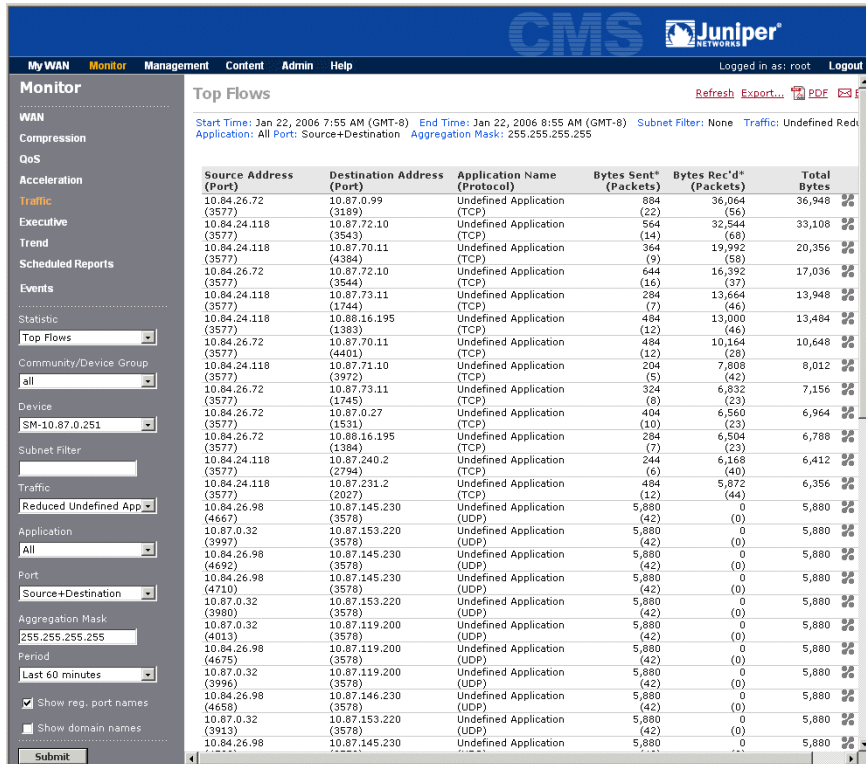 CMS
Juniper
NETWORKS
My WAN Monitor Management Content Admin Help Logged in as: root Logout
Monitor
WAN
Compression
QoS
Acceleration
Traffic
Executive
Trend
Scheduled Reports
Events
Statistic
Top Flows
Community/Device Group
all
Device
SM-10.87.0.251
Subnet Filter
Traffic
Reduced Undefined App
Application
All
Port
Source+Destination
Aggregation Mask
255.255.255.255
Period
Last 60 minutes
Show reg. port names
Show domain names
Submit
Top Flows
Refresh Export... PDF
Start Time: Jan 22, 2006 7:55 AM (GMT-8) End Time: Jan 22, 2006 8:55 AM (GMT-8) Subnet Filter: None Traffic: Undefined Redu
Application: All Port: Source+Destination Aggregation Mask: 255.255.255.255
Source Address Destination Address Application Name Bytes Sent* Bytes Rec'd* Total
(Port) (Port) (Protocol) (Packets) (Packets) Bytes
10.84.26.72 10.87.0.99 Undefined Application 884 36,064 36,948
(3577) (3189) (TCP) (22) (56)
10.84.24.118 10.87.72.10 Undefined Application 564 32,544 33,108
(3577) (3543) (TCP) (14) (68)
10.84.24.118 10.87.70.11 Undefined Application 364 19,992 20,356
(3577) (4384) (TCP) (9) (58)
10.84.26.72 10.87.72.10 Undefined Application 644 16,392 17,036
(3577) (3544) (TCP) (16) (37)
10.84.24.118 10.87.73.11 Undefined Application 284 13,664 13,948
(3577) (1744) (TCP) (7) (46)
10.84.24.118 10.88.16.195 Undefined Application 484 13,000 13,484
(3577) (1383) (TCP) (12) (46)
10.84.26.72 10.87.70.11 Undefined Application 484 10,164 10,648
(3577) (4401) (TCP) (12) (28)
10.84.24.118 10.87.71.10 Undefined Application 204 7,808 8,012
(3577) (3972) (TCP) (5) (42)
10.84.26.72 10.87.73.11 Undefined Application 324 6,832 7,156
(3577) (1745) (TCP) (8) (23)
10.84.26.72 10.87.0.27 Undefined Application 404 6,560 6,964
(3577) (1531) (TCP) (10) (23)
10.84.26.72 10.88.16.195 Undefined Application 284 6,504 6,788
(3577) (1384) (TCP) (7) (23)
10.84.24.118 10.87.240.2 Undefined Application 244 6,168 6,412
(3577) (2794) (TCP) (6) (40)
10.84.24.118 10.87.231.2 Undefined Application 484 5,872 6,356
(3577) (2027) (TCP) (12) (44)
10.84.26.98 10.87.145.230 Undefined Application 5,880 0 5,880
(4667) (3578) (UDP) (42) (0)
10.87.0.32 10.87.153.220 Undefined Application 5,880 0 5,880
(3997) (3578) (UDP) (42) (0)
10.84.26.98 10.87.145.230 Undefined Application 5,880 0 5,880
(4692) (3578) (UDP) (42) (0)
10.84.26.98 10.87.145.230 Undefined Application 5,880 0 5,880
(4710) (3578) (UDP) (42) (0)
10.87.0.32 10.87.153.220 Undefined Application 5,880 0 5,880
(3980) (3578) (UDP) (42) (0)
10.87.0.32 10.87.119.200 Undefined Application 5,880 0 5,880
(4013) (3578) (UDP) (42) (0)
10.84.26.98 10.87.119.200 Undefined Application 5,880 0 5,880
(4675) (3578) (UDP) (42) (0)
10.87.0.32 10.87.119.200 Undefined Application 5,880 0 5,880
(3996) (3578) (UDP) (42) (0)
10.84.26.98 10.87.146.230 Undefined Application 5,880 0 5,880
(4658) (3578) (UDP) (42) (0)
10.87.0.32 10.87.153.220 Undefined Application 5,880 0 5,880
(3913) (3578) (UDP) (42) (0)
10.84.26.98 10.87.145.230 Undefined Application 5,880 0 5,880